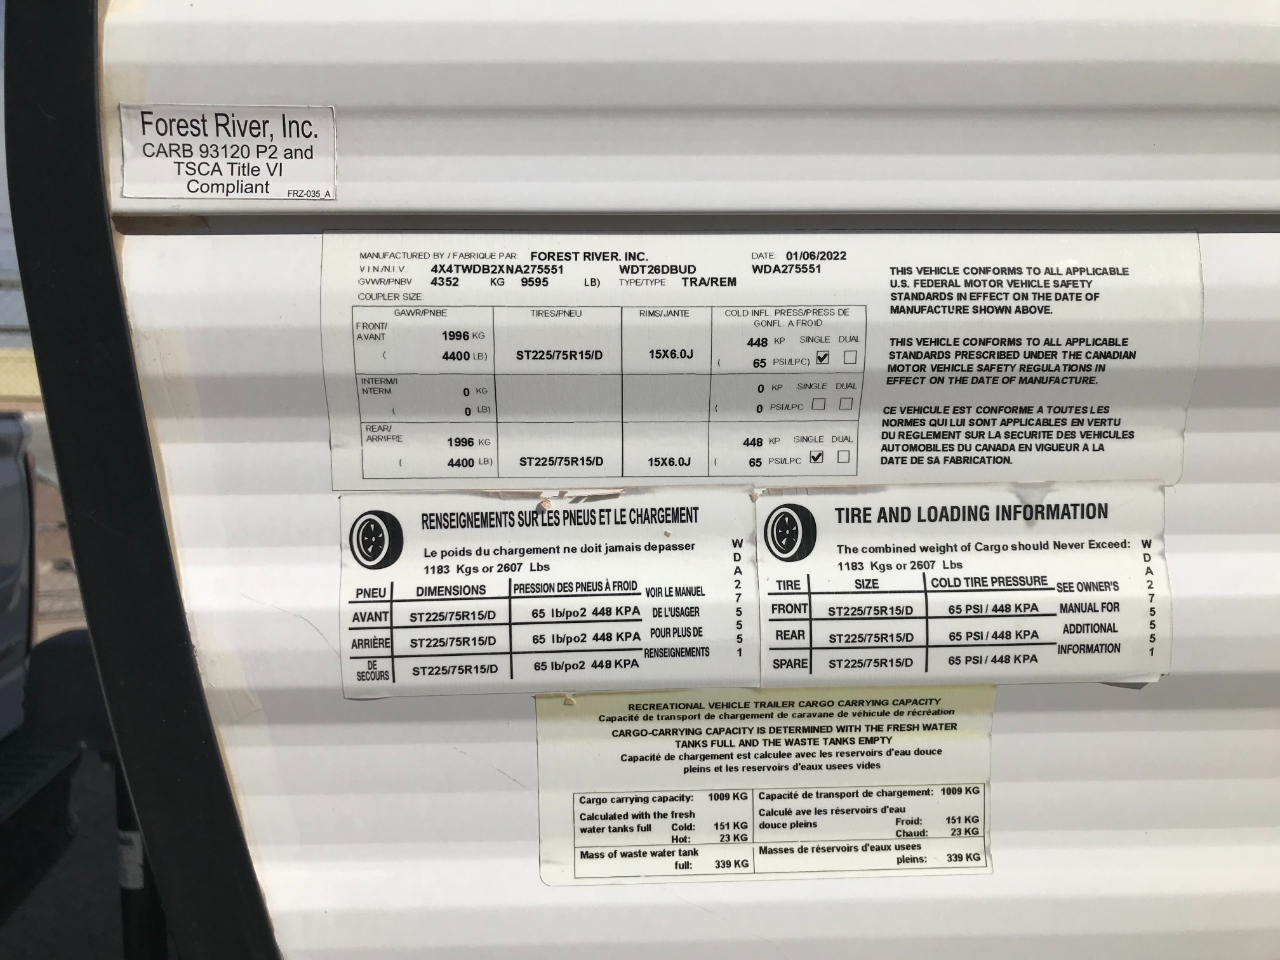 Forest River, Inc.
CARB 93120 P2 and
TSCA Title VI
Compliant
FRZ-035_A
MANUFACTURED BY / FABRIQUE PAR: FOREST RIVER. INC. DATE: 01/06/2022
V.I.N./N.I.V. 4X4TWDB2XNA275551 WDT26DBUD WDA275551
GVWR/PNBV 4352 KG 9595 LB) TYPE/TYPE TRA/REM
COUPLER SIZE
GAWR/PNBE TIRES/PNEU RIMS/JANTE COLD INFL. PRESS/PRESS DE
GONFL. A FROID
FRONT/
AVANT 1996 KG 448 KP SINGLE DUAL
( 4400 LB) ST225/75R15/D 15X6.0J ( 65 PSI/LPC)
INTERM/I
NTERM 0 KG 0 KP SINGLE DUAL
( 0 LB) ( 0 PSI/LPC
REAR/
ARRIERE 1996 KG 448 KP SINGLE DUAL
( 4400 LB) ST225/75R15/D 15X6.0J ( 65 PSI/LPC
THIS VEHICLE CONFORMS TO ALL APPLICABLE
U.S. FEDERAL MOTOR VEHICLE SAFETY
STANDARDS IN EFFECT ON THE DATE OF
MANUFACTURE SHOWN ABOVE.
THIS VEHICLE CONFORMS TO ALL APPLICABLE
STANDARDS PRESCRIBED UNDER THE CANADIAN
MOTOR VEHICLE SAFETY REGULATIONS IN
EFFECT ON THE DATE OF MANUFACTURE.
CE VEHICULE EST CONFORME A TOUTES LES
NORMES QUI LUI SONT APPLICABLES EN VERTU
DU REGLEMENT SUR LA SECURITE DES VEHICULES
AUTOMOBILES DU CANADA EN VIGUEUR A LA
DATE DE SA FABRICATION.
RENSEIGNEMENTS SUR LES PNEUS ET LE CHARGEMENT
Le poids du chargement ne doit jamais depasser
1183 Kgs or 2607 Lbs
PNEU DIMENSIONS PRESSION DES PNEUS À FROID
AVANT ST225/75R15/D 65 lb/po2 448 KPA
ARRIÈRE ST225/75R15/D 65 lb/po2 448 KPA
DE
SECOURS ST225/75R15/D 65 lb/po2 448 KPA
VOIR LE MANUEL
DE L'USAGER
POUR PLUS DE
RENSEIGNEMENTS
WDA275551
TIRE AND LOADING INFORMATION
The combined weight of Cargo should Never Exceed:
1183 Kgs or 2607 Lbs
TIRE SIZE COLD TIRE PRESSURE
FRONT ST225/75R15/D 65 PSI / 448 KPA
REAR ST225/75R15/D 65 PSI / 448 KPA
SPARE ST225/75R15/D 65 PSI / 448 KPA
SEE OWNER'S
MANUAL FOR
ADDITIONAL
INFORMATION
WDA275551
RECREATIONAL VEHICLE TRAILER CARGO CARRYING CAPACITY
Capacité de transport de chargement de caravane de véhicule de récréation
CARGO-CARRYING CAPACITY IS DETERMINED WITH THE FRESH WATER
TANKS FULL AND THE WASTE TANKS EMPTY
Capacité de chargement est calculee avec les reservoirs d'eau douce
pleins et les reservoirs d'eaux usees vides
Cargo carrying capacity: 1009 KG
Calculated with the fresh
water tanks full Cold: 151 KG
Hot: 23 KG
Mass of waste water tank
full: 339 KG
Capacité de transport de chargement: 1009 KG
Calculé ave les réservoirs d'eau
douce pleins Froid: 151 KG
Chaud: 23 KG
Masses de réservoirs d'eaux usees
pleins: 339 KG